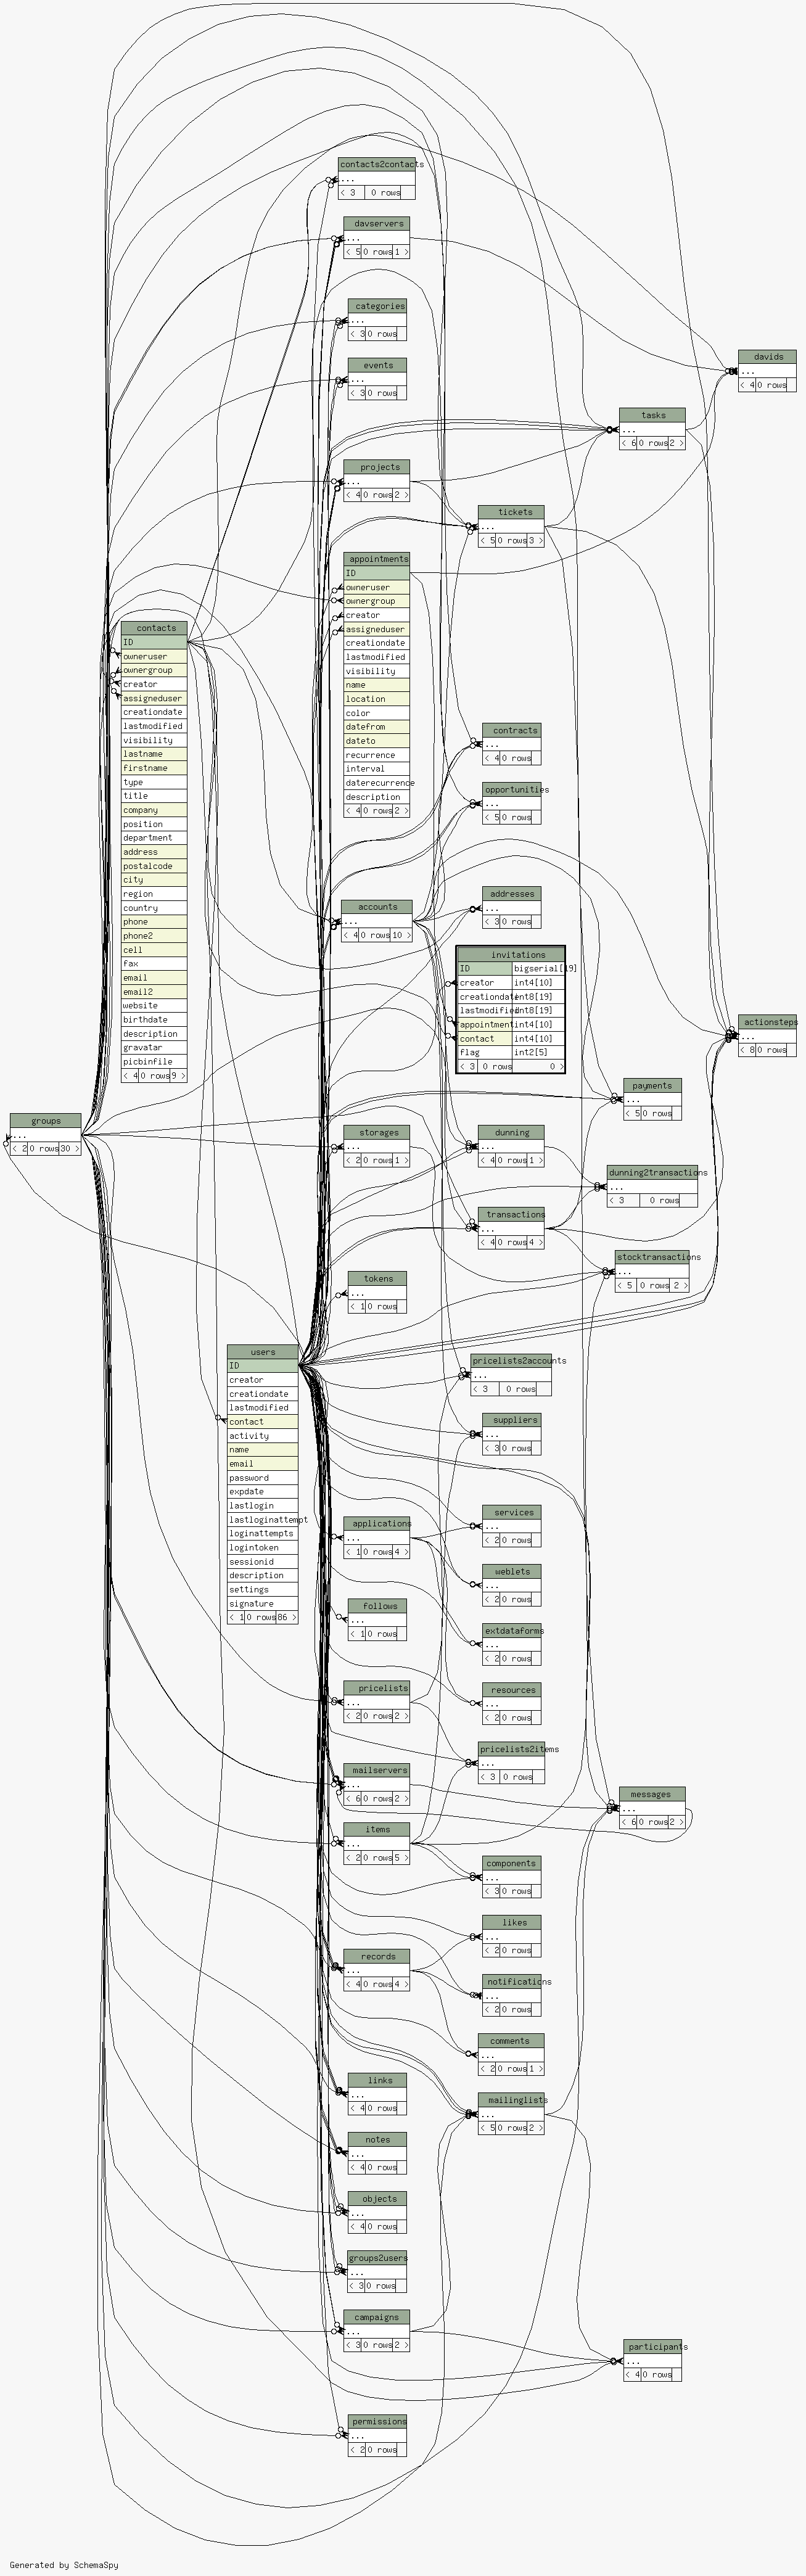 contacts2contacts
...
< 3 0 rows
davservers
...
< 5 0 rows 1 >
categories
...
< 3 0 rows
davids
...
< 4 0 rows
events
...
< 3 0 rows
tasks
...
< 6 0 rows 2 >
projects
...
< 4 0 rows 2 >
tickets
...
< 5 0 rows 3 >
appointments
ID
owneruser
ownergroup
creator
assigneduser
creationdate
lastmodified
visibility
name
location
color
datefrom
dateto
recurrence
interval
daterecurrence
description
< 4 0 rows 2 >
contacts
ID
owneruser
ownergroup
creator
assigneduser
creationdate
lastmodified
visibility
lastname
firstname
type
title
company
position
department
address
postalcode
city
region
country
phone
phone2
cell
fax
email
email2
website
birthdate
description
gravatar
picbinfile
< 4 0 rows 9 >
contracts
...
< 4 0 rows
opportunities
...
< 5 0 rows
accounts
...
< 4 0 rows 10 >
addresses
...
< 3 0 rows
invitations
ID bigserial[19]
creator int4[10]
creationdate int8[19]
lastmodified int8[19]
appointment int4[10]
contact int4[10]
flag int2[5]
< 3 0 rows 0 >
actionsteps
...
< 8 0 rows
payments
...
< 5 0 rows
groups
...
< 2 0 rows 30 >
storages
...
< 2 0 rows 1 >
dunning
...
< 4 0 rows 1 >
dunning2transactions
...
< 3 0 rows
transactions
...
< 4 0 rows 4 >
stocktransactions
...
< 5 0 rows 2 >
tokens
...
< 1 0 rows
users
ID
creator
creationdate
lastmodified
contact
activity
name
email
password
expdate
lastlogin
lastloginattempt
loginattempts
logintoken
sessionid
description
settings
signature
< 1 0 rows 86 >
pricelists2accounts
...
< 3 0 rows
suppliers
...
< 3 0 rows
services
...
< 2 0 rows
applications
...
< 1 0 rows 4 >
weblets
...
< 2 0 rows
follows
...
< 1 0 rows
extdataforms
...
< 2 0 rows
pricelists
...
< 2 0 rows 2 >
resources
...
< 2 0 rows
pricelists2items
...
< 3 0 rows
mailservers
...
< 6 0 rows 2 >
messages
...
< 6 0 rows 2 >
items
...
< 2 0 rows 5 >
components
...
< 3 0 rows
likes
...
< 2 0 rows
records
...
< 4 0 rows 4 >
notifications
...
< 2 0 rows
comments
...
< 2 0 rows 1 >
links
...
< 4 0 rows
mailinglists
...
< 5 0 rows 2 >
notes
...
< 4 0 rows
objects
...
< 4 0 rows
groups2users
...
< 3 0 rows
campaigns
...
< 3 0 rows 2 >
participants
...
< 4 0 rows
permissions
...
< 2 0 rows
Generated by SchemaSpy